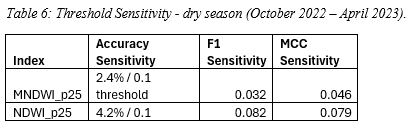 Table 6: Threshold Sensitivity - dry season (October 2022 – April 2023).
Index Accuracy Sensitivity F1 Sensitivity MCC Sensitivity
MNDWI_p25 2.4% / 0.1 threshold 0.032 0.046
NDWI_p25 4.2% / 0.1 0.082 0.079